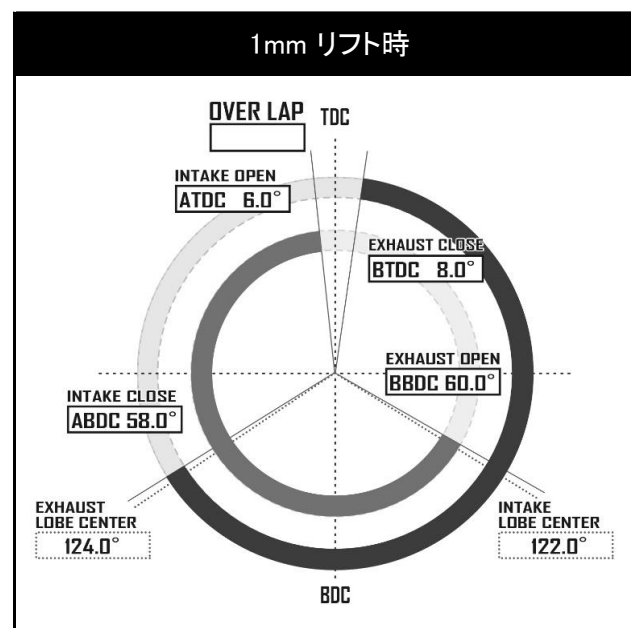 1mm リフト時
OVER LAP
TDC
INTAKE OPEN
ATDC 6.0°
EXHAUST CLOSE
BTDC 8.0°
EXHAUST OPEN
BBDC 60.0°
INTAKE CLOSE
ABDC 58.0°
EXHAUST
LOBE CENTER
124.0°
INTAKE
LOBE CENTER
122.0°
BDC